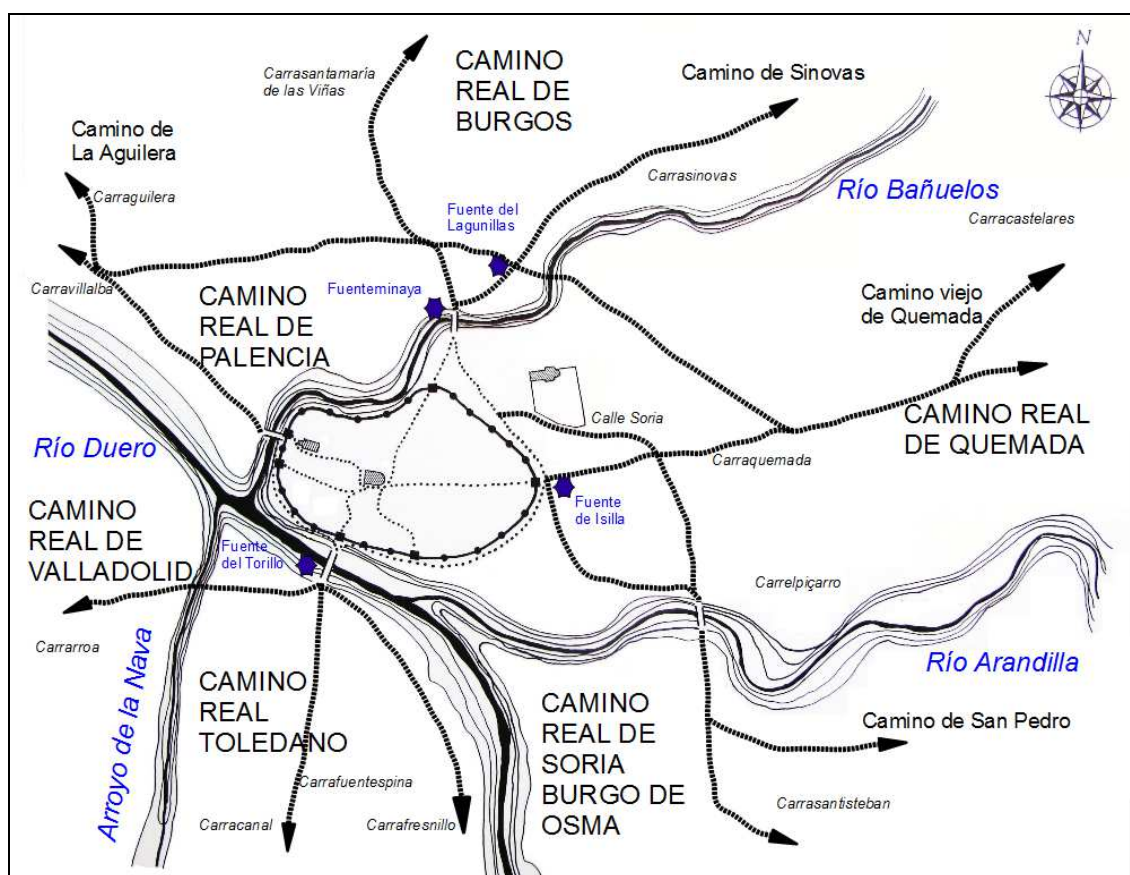 N
Carrasantamaría
de las Viñas
CAMINO
REAL DE
BURGOS
Camino de Sinovas
Camino de
La Aguilera
Carraguilera
Carrasinovas
Río Bañuelos
Carracastelares
Fuente del
Lagunillas
Carravillalba
CAMINO
REAL DE
PALENCIA
Fuenteminaya
Camino viejo
de Quemada
Calle Soria
CAMINO REAL
DE QUEMADA
Río Duero
Carraquemada
CAMINO
REAL DE
VALLADOLID
Fuente
del Torillo
Fuente
de Isilla
Carrelpiçarro
Carrarroa
Arroyo de la Nava
CAMINO
REAL
TOLEDANO
Río Arandilla
CAMINO
REAL DE
SORIA
BURGO DE
OSMA
Camino de San Pedro
Carrafuentespina
Carracanal
Carrafresnillo
Carrasantisteban